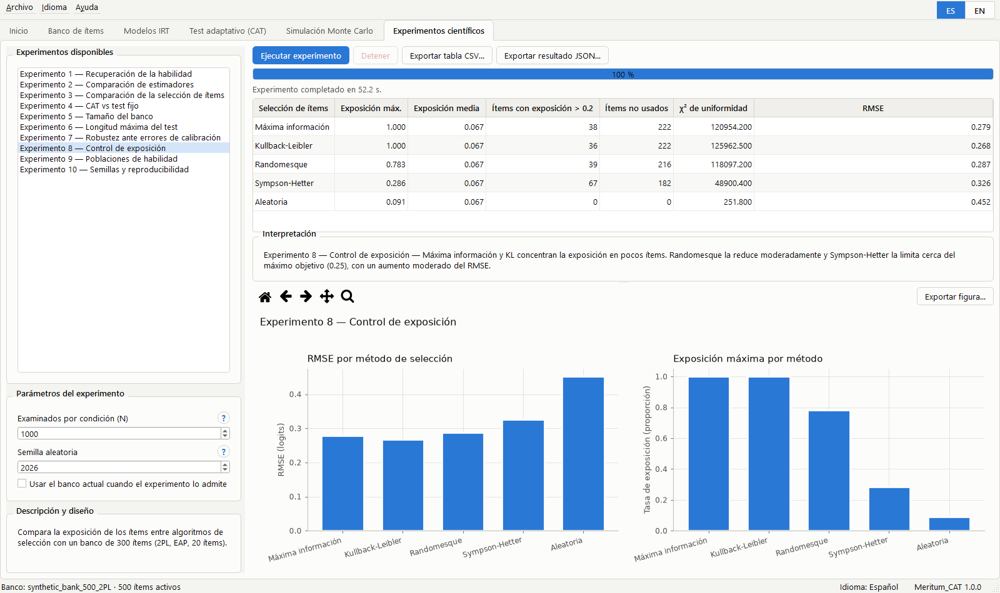 Archivo Idioma Ayuda
ES EN
Inicio Banco de ítems Modelos IRT Test adaptativo (CAT) Simulación Monte Carlo Experimentos científicos
Experimentos disponibles
Experimento 1 — Recuperación de la habilidad
Experimento 2 — Comparación de estimadores
Experimento 3 — Comparación de la selección de ítems
Experimento 4 — CAT vs test fijo
Experimento 5 — Tamaño del banco
Experimento 6 — Longitud máxima del test
Experimento 7 — Robustez ante errores de calibración
Experimento 8 — Control de exposición
Experimento 9 — Poblaciones de habilidad
Experimento 10 — Semillas y reproducibilidad
Parámetros del experimento
Examinados por condición (N) ?
1000
Semilla aleatoria ?
2026
Usar el banco actual cuando el experimento lo admite
Descripción y diseño
Compara la exposición de los ítems entre algoritmos de
selección con un banco de 300 ítems (2PL, EAP, 20 ítems).
Ejecutar experimento Detener Exportar tabla CSV... Exportar resultado JSON...
100 %
Experimento completado en 52.2 s.
Selección de ítems Exposición máx. Exposición media Ítems con exposición > 0.2 Ítems no usados χ² de uniformidad RMSE
Máxima información 1.000 0.067 38 222 120954.200 0.279
Kullback-Leibler 1.000 0.067 36 222 125962.500 0.268
Randomesque 0.783 0.067 39 216 118097.200 0.287
Sympson-Hetter 0.286 0.067 67 182 48900.400 0.326
Aleatoria 0.091 0.067 0 0 251.800 0.452
Interpretación
Experimento 8 — Control de exposición — Máxima información y KL concentran la exposición en pocos ítems. Randomesque la reduce moderadamente y Sympson-Hetter la limita cerca del
máximo objetivo (0.25), con un aumento moderado del RMSE.
Exportar figura...
Experimento 8 — Control de exposición
RMSE por método de selección
RMSE (logits)
0.4
0.3
0.2
0.1
0.0
Máxima información Kullback-Leibler Randomesque Sympson-Hetter Aleatoria
Exposición máxima por método
Tasa de exposición (proporción)
1.0
0.8
0.6
0.4
0.2
0.0
Máxima información Kullback-Leibler Randomesque Sympson-Hetter Aleatoria
Banco: synthetic_bank_500_2PL · 500 ítems activos
Idioma: Español Meritum_CAT 1.0.0